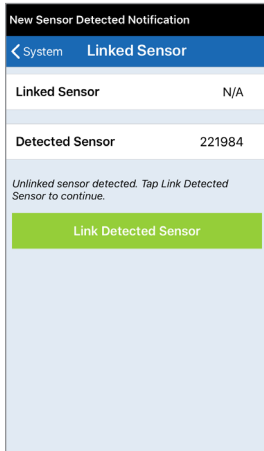 New Sensor Detected Notification
System Linked Sensor
Linked Sensor N/A
Detected Sensor 221984
Unlinked sensor detected. Tap Link Detected
Sensor to continue.
Link Detected Sensor